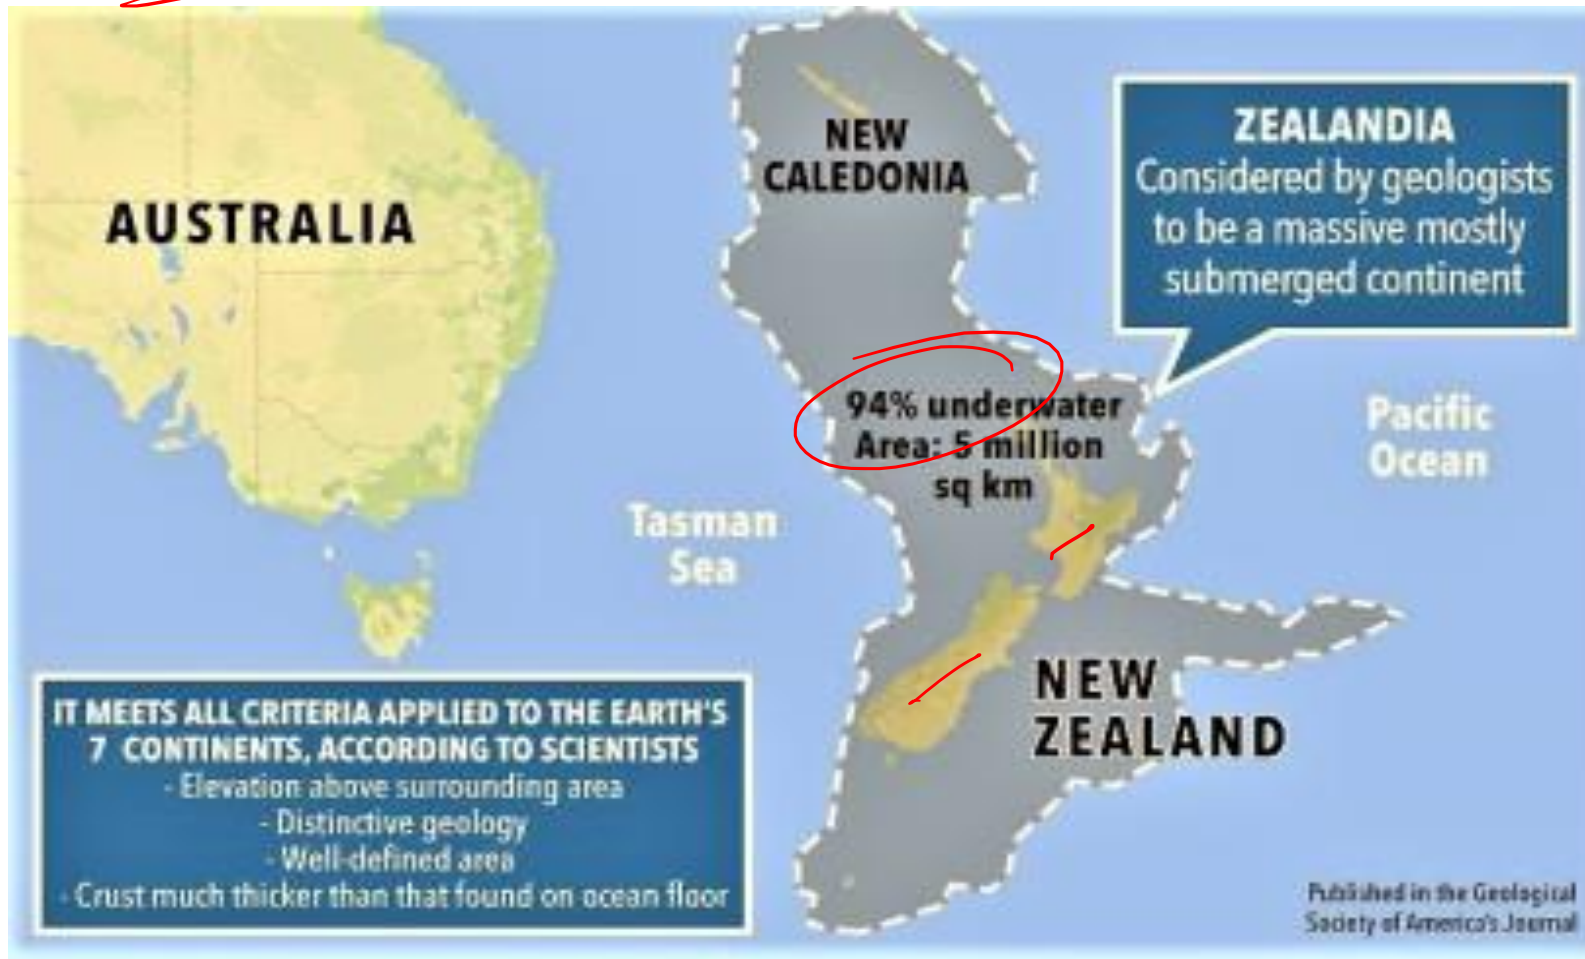 NEW
CALEDONIA
ZEALANDIA
Considered by geologists
to be a massive mostly
submerged continent
AUSTRALIA
94% underwater
Area: 5 million
sq km
Pacific
Ocean
Tasman
Sea
NEW
ZEALAND
IT MEETS ALL CRITERIA APPLIED TO THE EARTH'S
7 CONTINENTS, ACCORDING TO SCIENTISTS
- Elevation above surrounding area
- Distinctive geology
- Well-defined area
- Crust much thicker than that found on ocean floor
Published in the Geological
Society of America's Journal